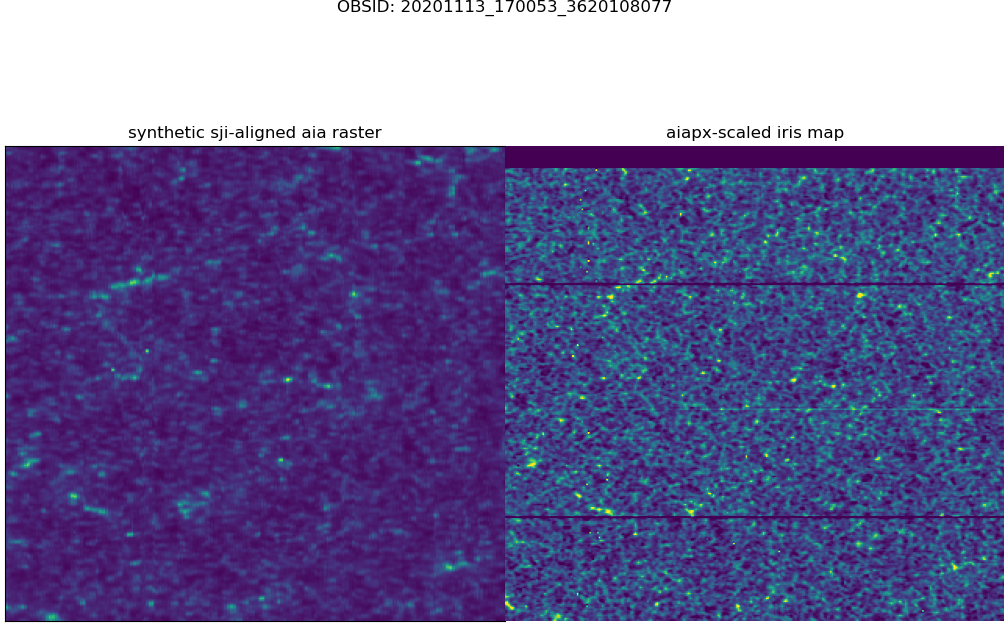 OBSID: 20201113_170053_3620108077
synthetic sji-aligned aia raster
aiapx-scaled iris map